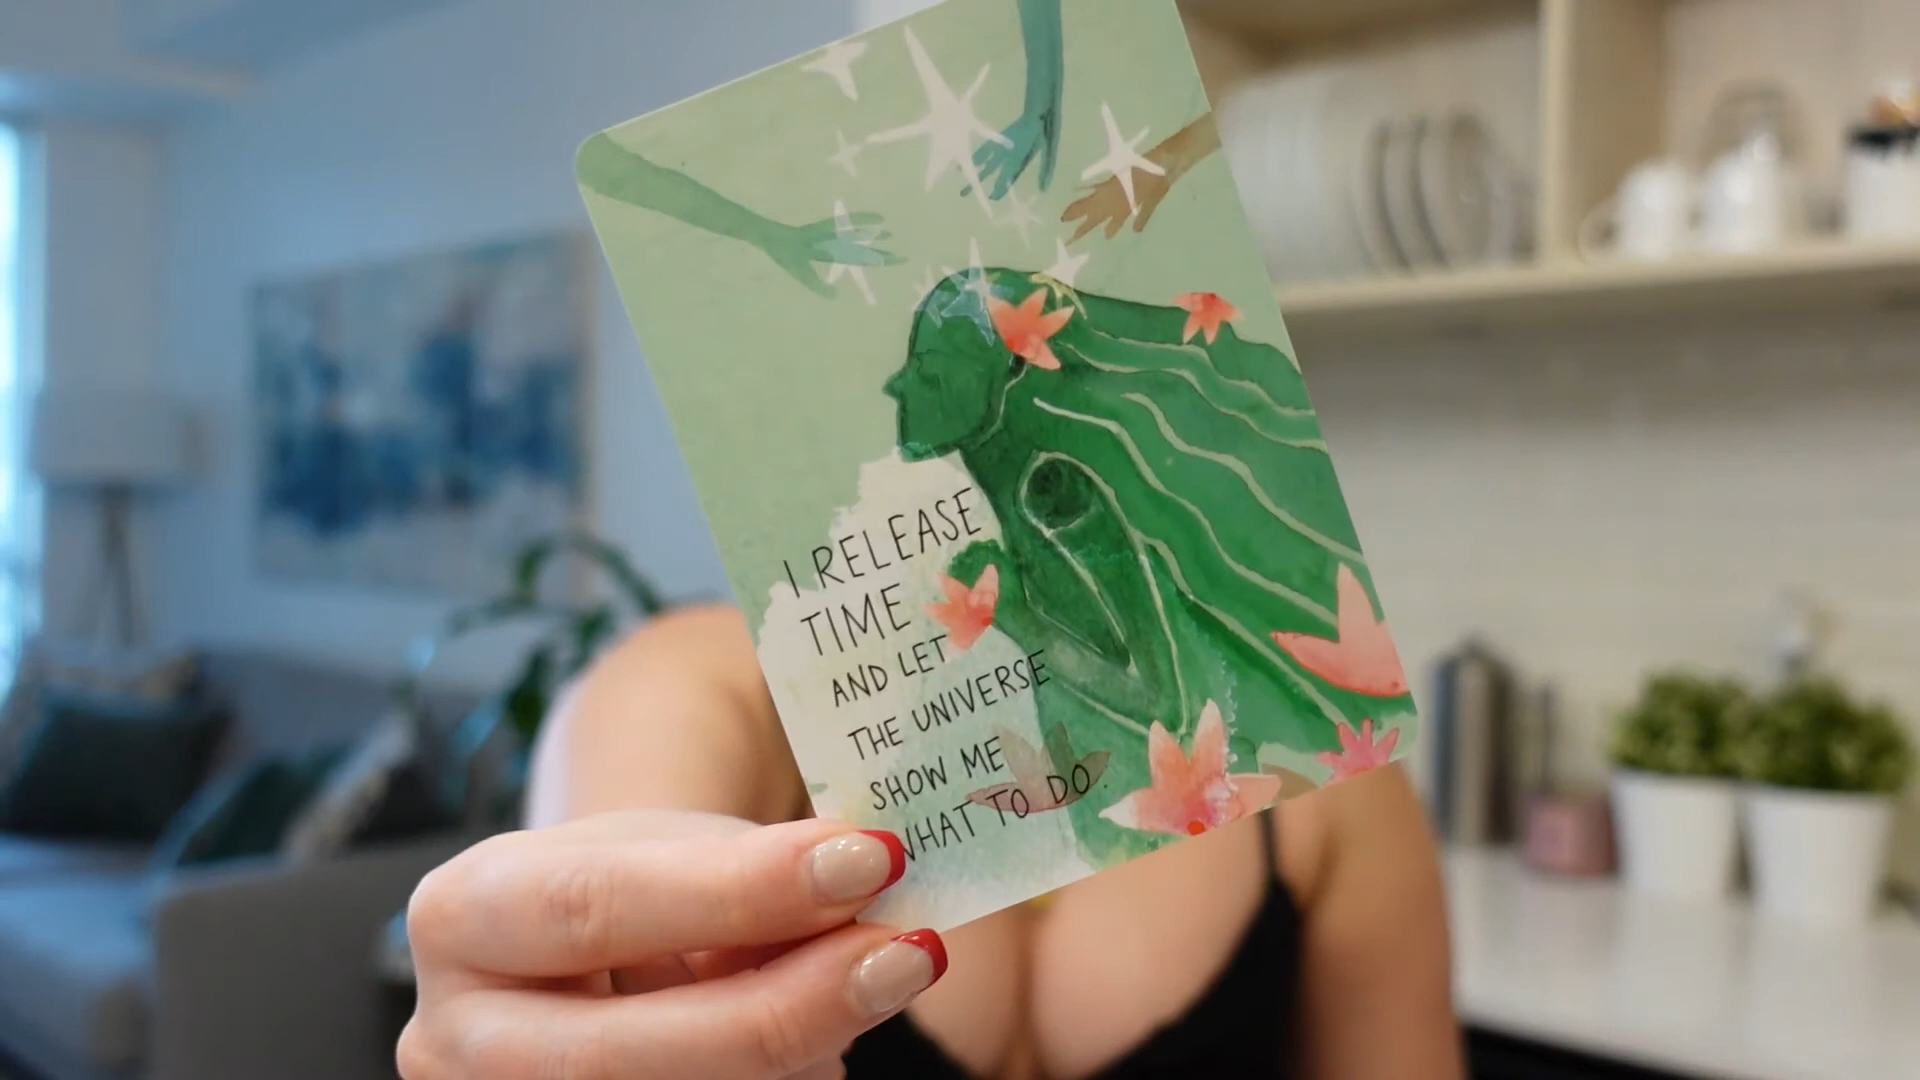 I RELEASE
TIME
AND LET
THE UNIVERSE
SHOW ME
WHAT TO DO.